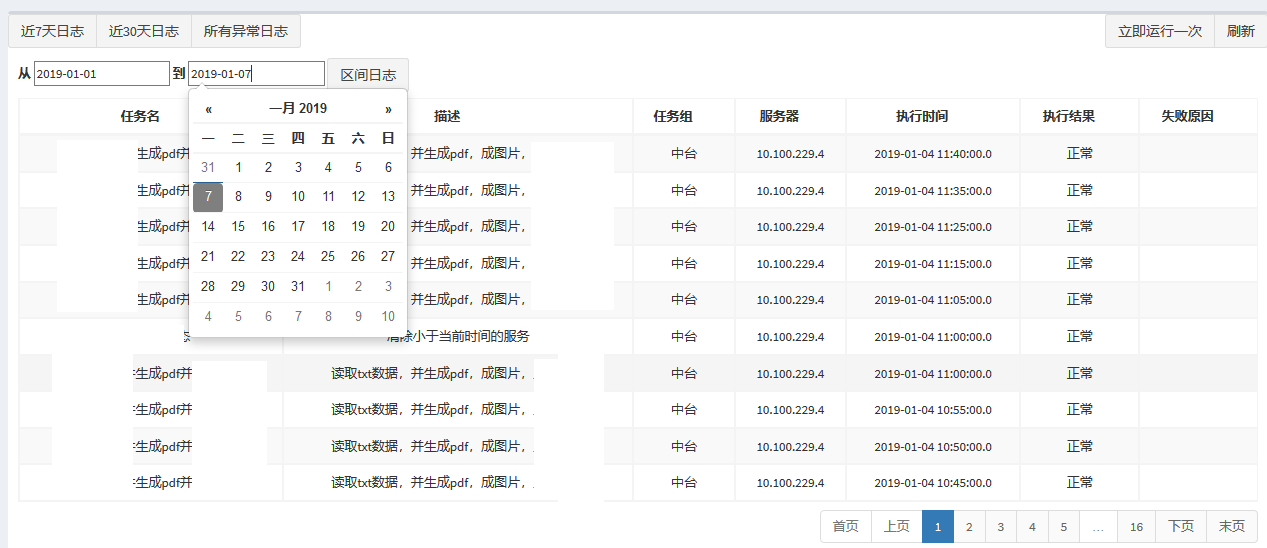 近7天日志 近30天日志 所有异常日志 立即运行一次 刷新
从 2019-01-01 到 2019-01-07 区间日志
« 一月 2019 »
一 二 三 四 五 六 日
31 1 2 3 4 5 6
7 8 9 10 11 12 13
14 15 16 17 18 19 20
21 22 23 24 25 26 27
28 29 30 31 1 2 3
4 5 6 7 8 9 10
任务名 描述 任务组 服务器 执行时间 执行结果 失败原因
生成pdf并 并生成pdf，成图片， 中台 10.100.229.4 2019-01-04 11:40:00.0 正常
生成pdf并 并生成pdf，成图片， 中台 10.100.229.4 2019-01-04 11:35:00.0 正常
生成pdf并 并生成pdf，成图片， 中台 10.100.229.4 2019-01-04 11:25:00.0 正常
生成pdf并 并生成pdf，成图片， 中台 10.100.229.4 2019-01-04 11:15:00.0 正常
生成pdf并 并生成pdf，成图片， 中台 10.100.229.4 2019-01-04 11:05:00.0 正常
清除小于当前时间的服务 中台 10.100.229.4 2019-01-04 11:00:00.0 正常
生成pdf并 读取txt数据，并生成pdf，成图片， 中台 10.100.229.4 2019-01-04 11:00:00.0 正常
生成pdf并 读取txt数据，并生成pdf，成图片， 中台 10.100.229.4 2019-01-04 10:55:00.0 正常
生成pdf并 读取txt数据，并生成pdf，成图片， 中台 10.100.229.4 2019-01-04 10:50:00.0 正常
生成pdf并 读取txt数据，并生成pdf，成图片， 中台 10.100.229.4 2019-01-04 10:45:00.0 正常
首页 上页 1 2 3 4 5 ... 16 下页 末页